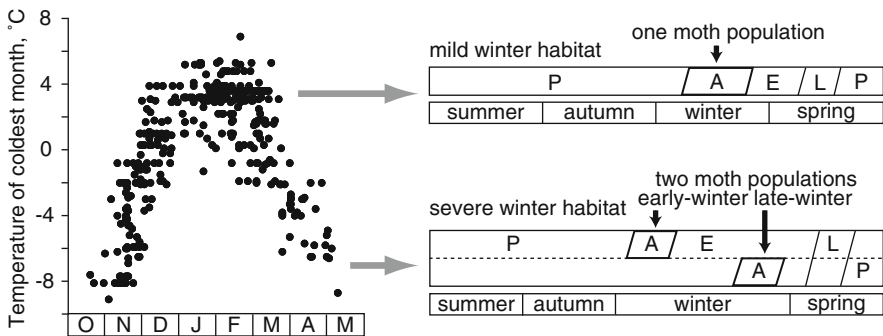 Temperature of coldest month, ˚C
8
4
0
-4
-8
O N D J F M A M
one moth population
mild winter habitat
P A E L P
summer autumn winter spring
two moth populations
severe winter habitat early-winter late-winter
P A E L
A P
summer autumn winter spring